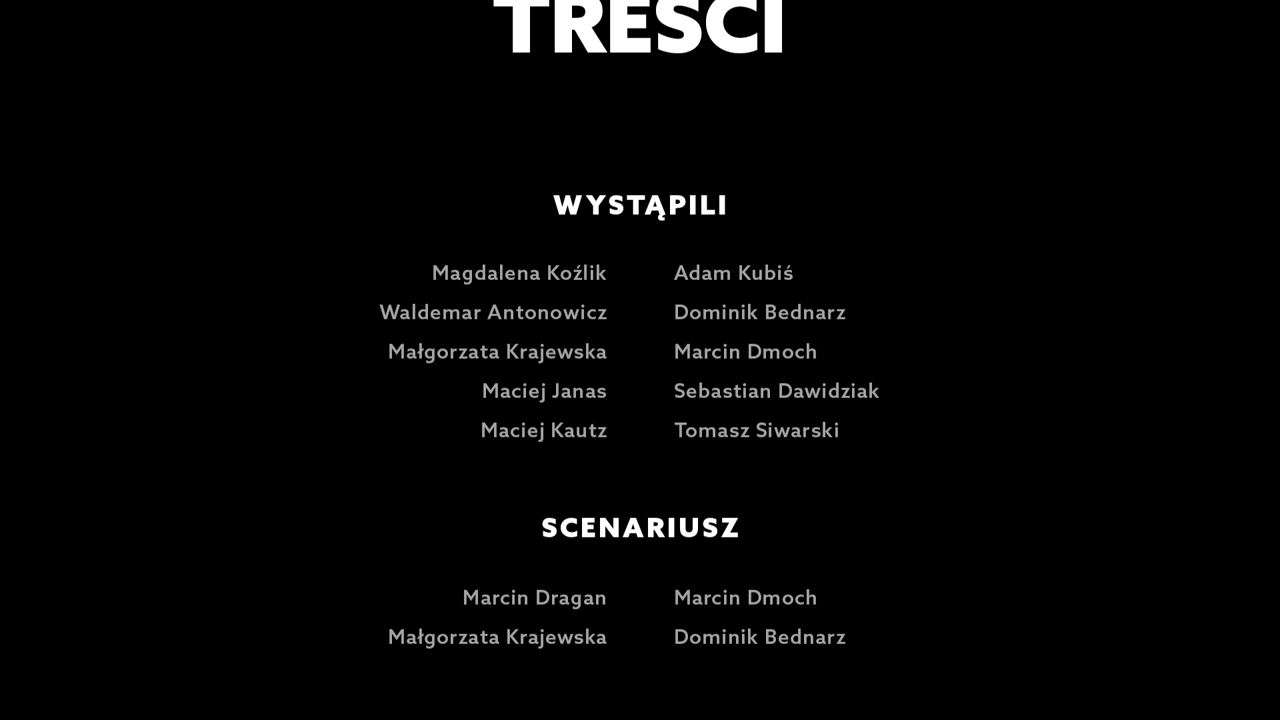 TREŚCI
WYSTĄPILI
Magdalena Koźlik Adam Kubiś
Waldemar Antonowicz Dominik Bednarz
Małgorzata Krajewska Marcin Dmoch
Maciej Janas Sebastian Dawidziak
Maciej Kautz Tomasz Siwarski
SCENARIUSZ
Marcin Dragan Marcin Dmoch
Małgorzata Krajewska Dominik Bednarz